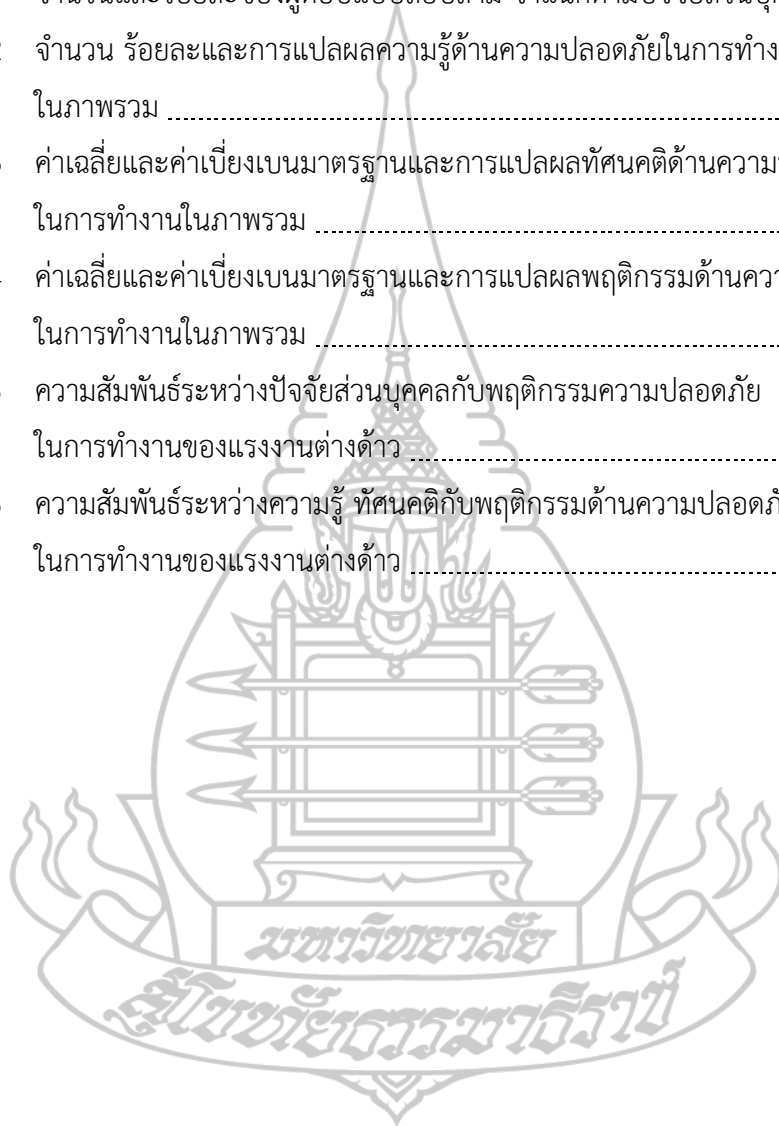 จำนวน ร้อยละและการแปลผลความรู้ด้านความปลอดภัยในการทำง
ในภาพรวม
ค่าเฉลี่ยและค่าเบี่ยงเบนมาตรฐานและการแปลผลทัศนคติด้านความ
ในการทำงานในภาพรวม
ค่าเฉลี่ยและค่าเบี่ยงเบนมาตรฐานและการแปลผลพฤติกรรมด้านควา
ในการทำงานในภาพรวม
ความสัมพันธ์ระหว่างปัจจัยส่วนบุคคลกับพฤติกรรมความปลอดภัย
ในการทำงานของแรงงานต่างด้าว
ความสัมพันธ์ระหว่างความรู้ ทัศนคติกับพฤติกรรมด้านความปลอดภั
ในการทำงานของแรงงานต่างด้าว
มหาวิทยาลัย
สุโขทัยธรรมาธิราช